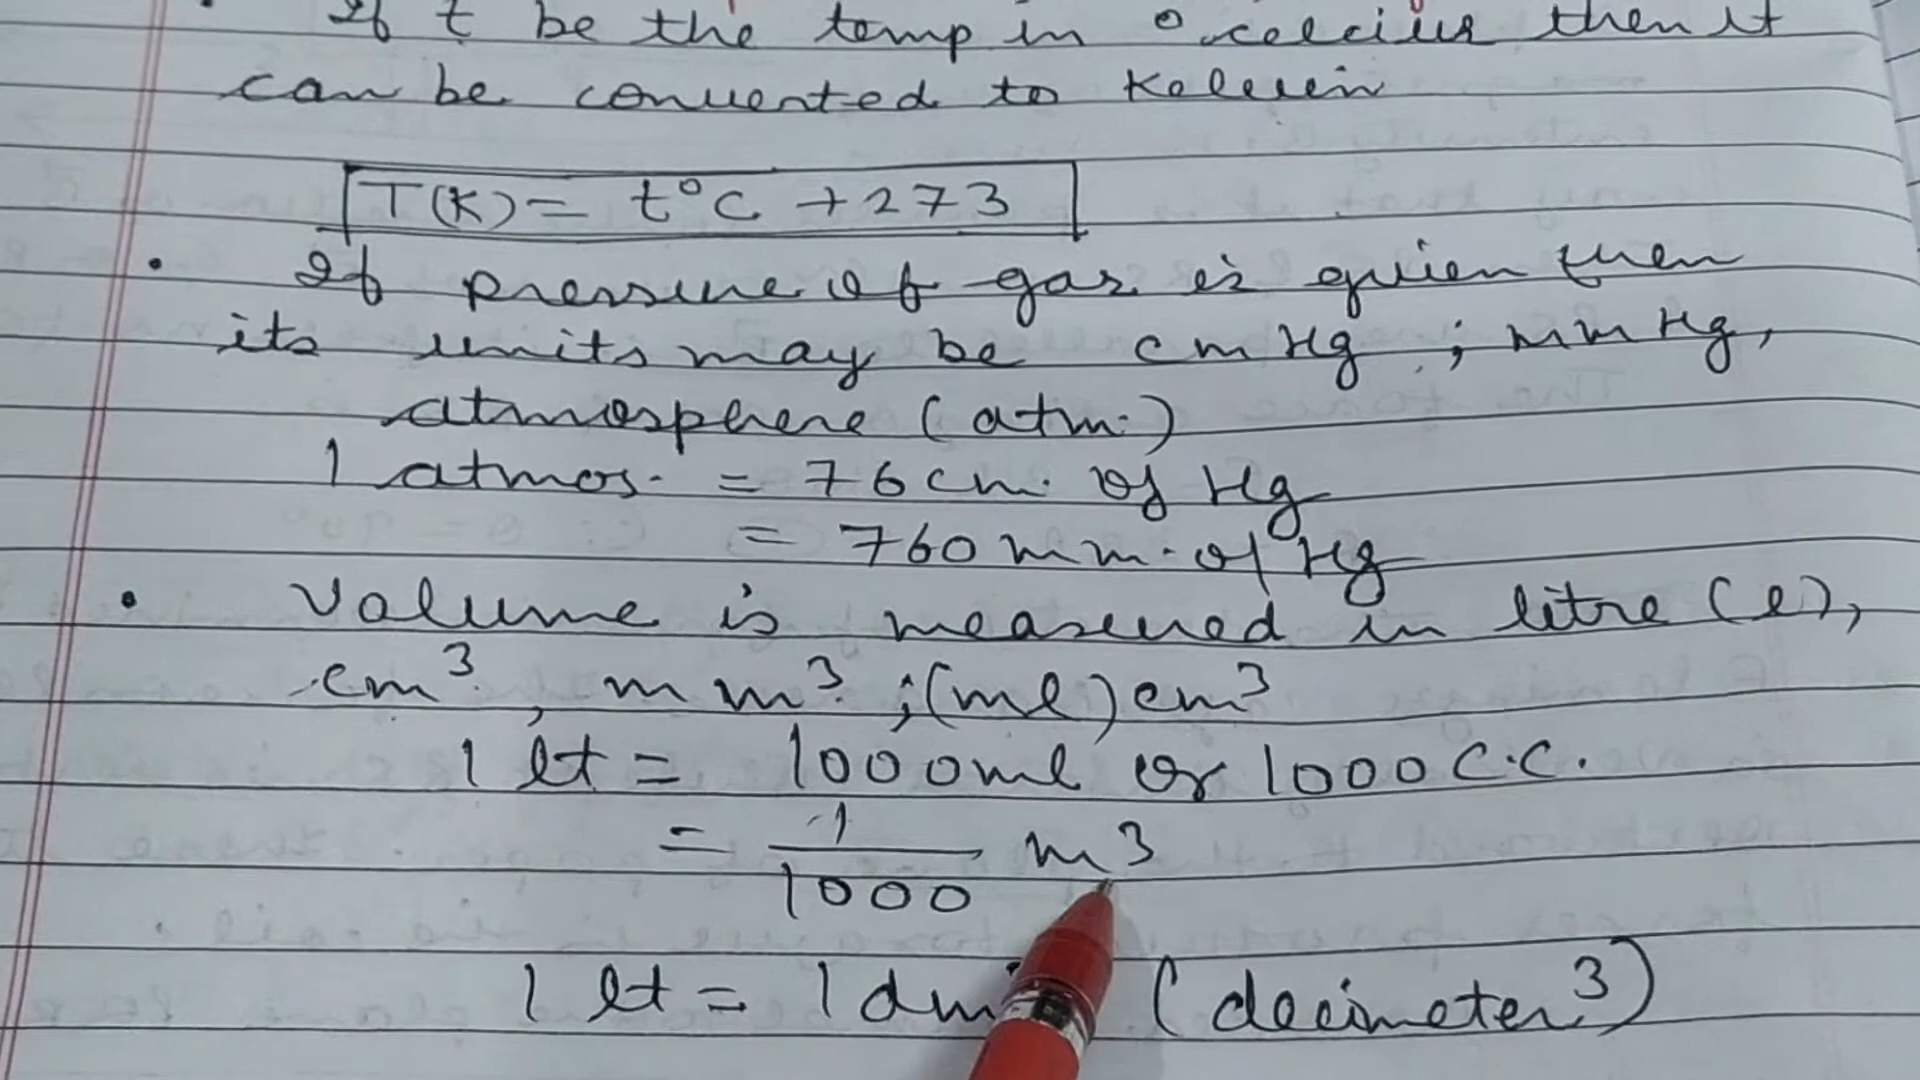 If t be the temp in ° celcius then it
can be converted to Kelevin
T(K) = t°C + 273
• If pressure of gas is given then
its units may be cm Hg ; mm Hg,
atmosphere (atm.)
1 atmos. = 76 cm. of Hg
= 760 mm. of Hg
• Volume is measured in litre (l),
cm³, mm³ ; (ml) cm³
1 lt = 1000 ml or 1000 C.C.
= 1/1000 m³
1 lt = 1 dm (decimeter³)